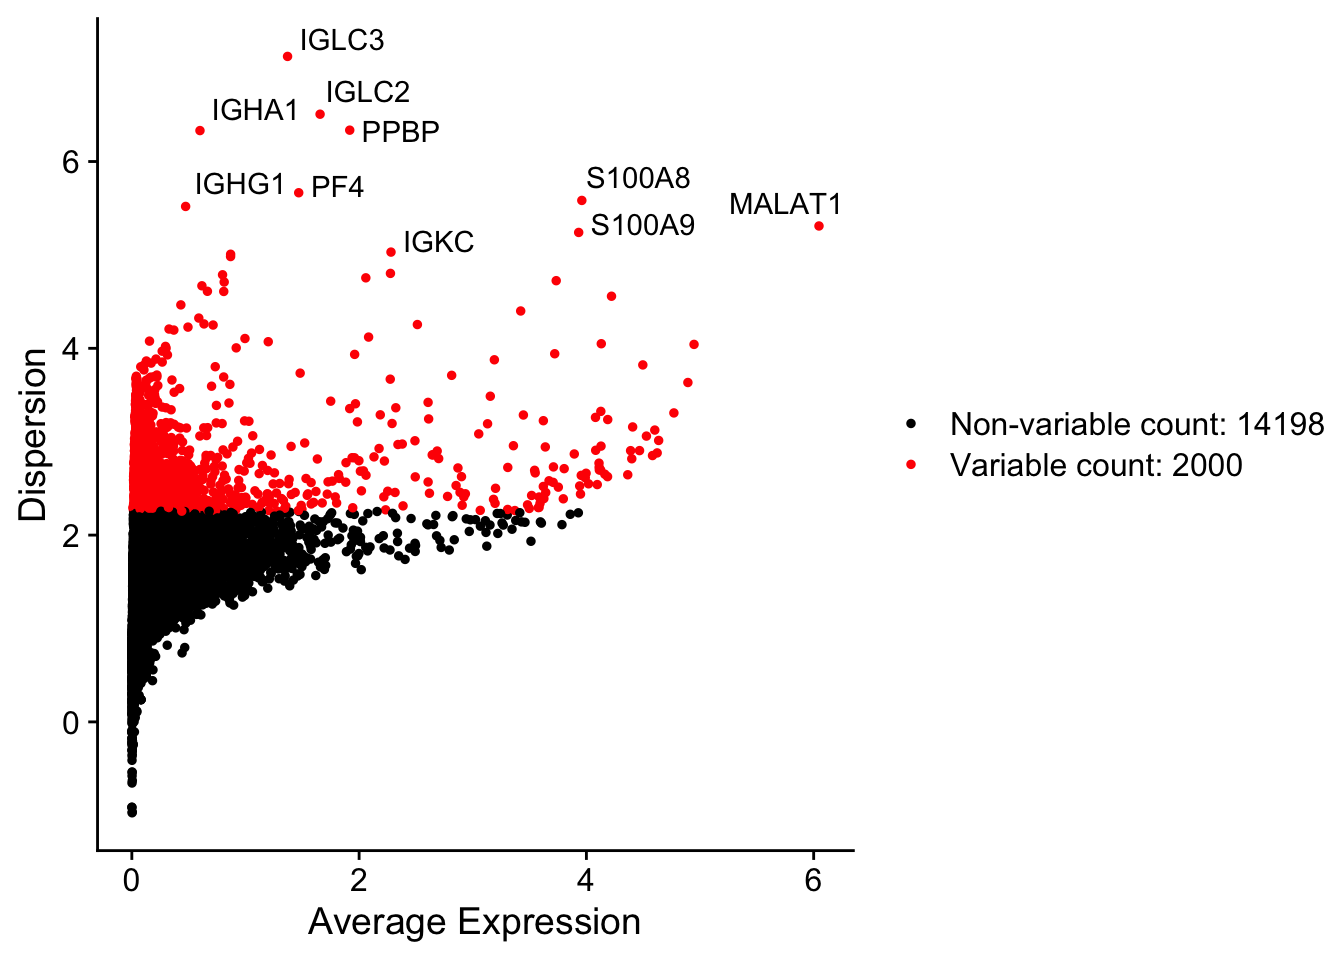 IGLC3
IGLC2
IGHA1
PPBP
IGHG1
PF4
S100A8
MALAT1
S100A9
IGKC
6
4
2
0
Dispersion
0
2
4
6
Average Expression
Non-variable count: 14198
Variable count: 2000